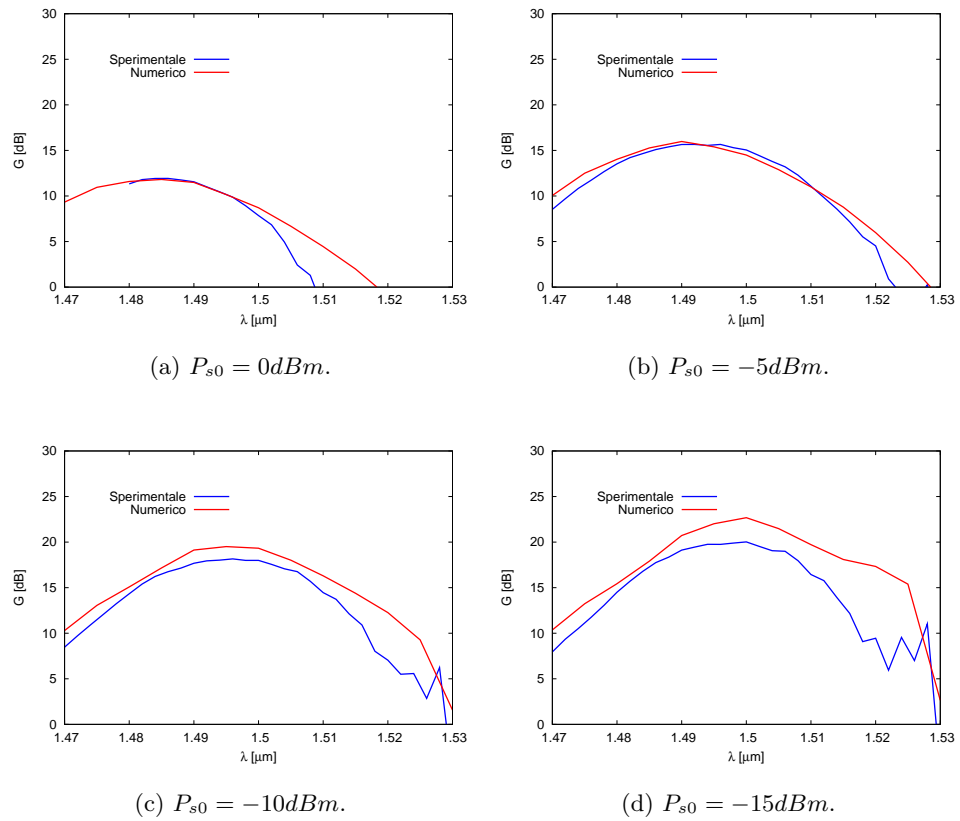 30
25
20
15
10
5
0
G [dB]
Sperimentale
Numerico
1.47 1.48 1.49 1.5 1.51 1.52 1.53
λ [μm]
(a) Ps0 = 0dBm.
30
25
20
15
10
5
0
G [dB]
Sperimentale
Numerico
1.47 1.48 1.49 1.5 1.51 1.52 1.53
λ [μm]
(b) Ps0 = −5dBm.
30
25
20
15
10
5
0
G [dB]
Sperimentale
Numerico
1.47 1.48 1.49 1.5 1.51 1.52 1.53
λ [μm]
(c) Ps0 = −10dBm.
30
25
20
15
10
5
0
G [dB]
Sperimentale
Numerico
1.47 1.48 1.49 1.5 1.51 1.52 1.53
λ [μm]
(d) Ps0 = −15dBm.